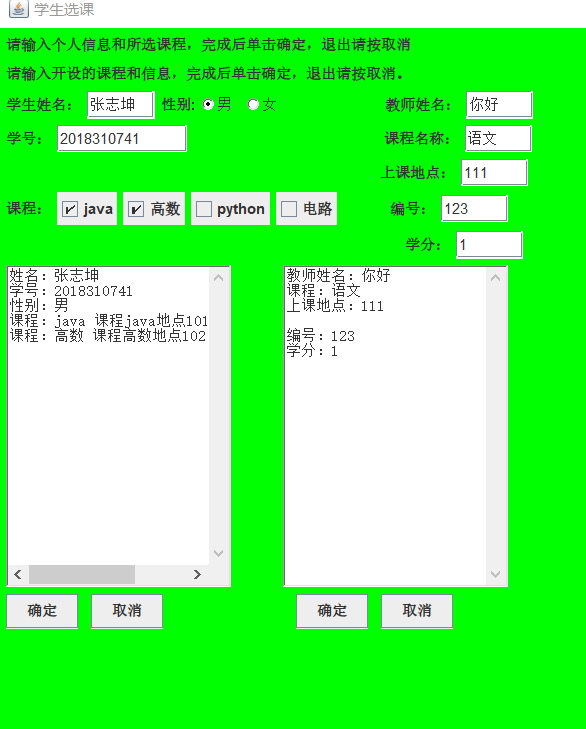 学生选课
请输入个人信息和所选课程，完成后单击确定，退出请按取消
请输入开设的课程和信息，完成后单击确定，退出请按取消。
学生姓名： 张志坤 性别: 男 女 教师姓名： 你好
学号： 2018310741 课程名称： 语文
上课地点： 111
课程： java 高数 python 电路 编号： 123
学分： 1
姓名：张志坤
学号：2018310741
性别：男
课程：java 课程java地点101
课程：高数 课程高数地点102
教师姓名：你好
课程：语文
上课地点：111
编号：123
学分：1
确定 取消 确定 取消